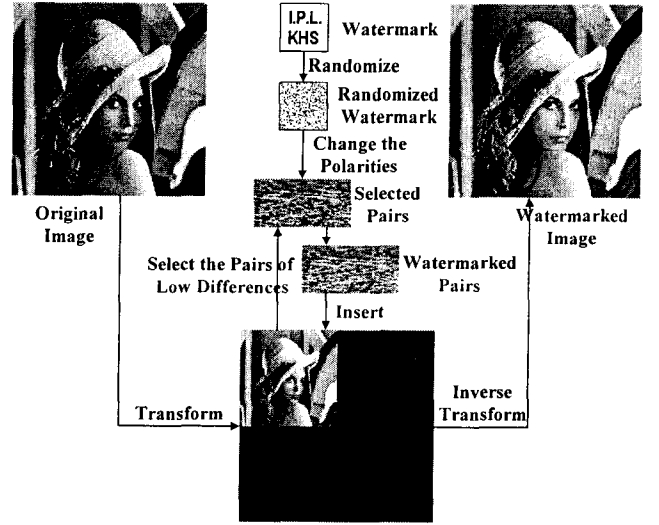 I.P.L.
KHS
Watermark
Randomize
Randomized
Watermark
Change the
Polarities
Selected
Pairs
Original
Image
Watermarked
Image
Select the Pairs of
Low Differences
Watermarked
Pairs
Insert
Transform
Inverse
Transform